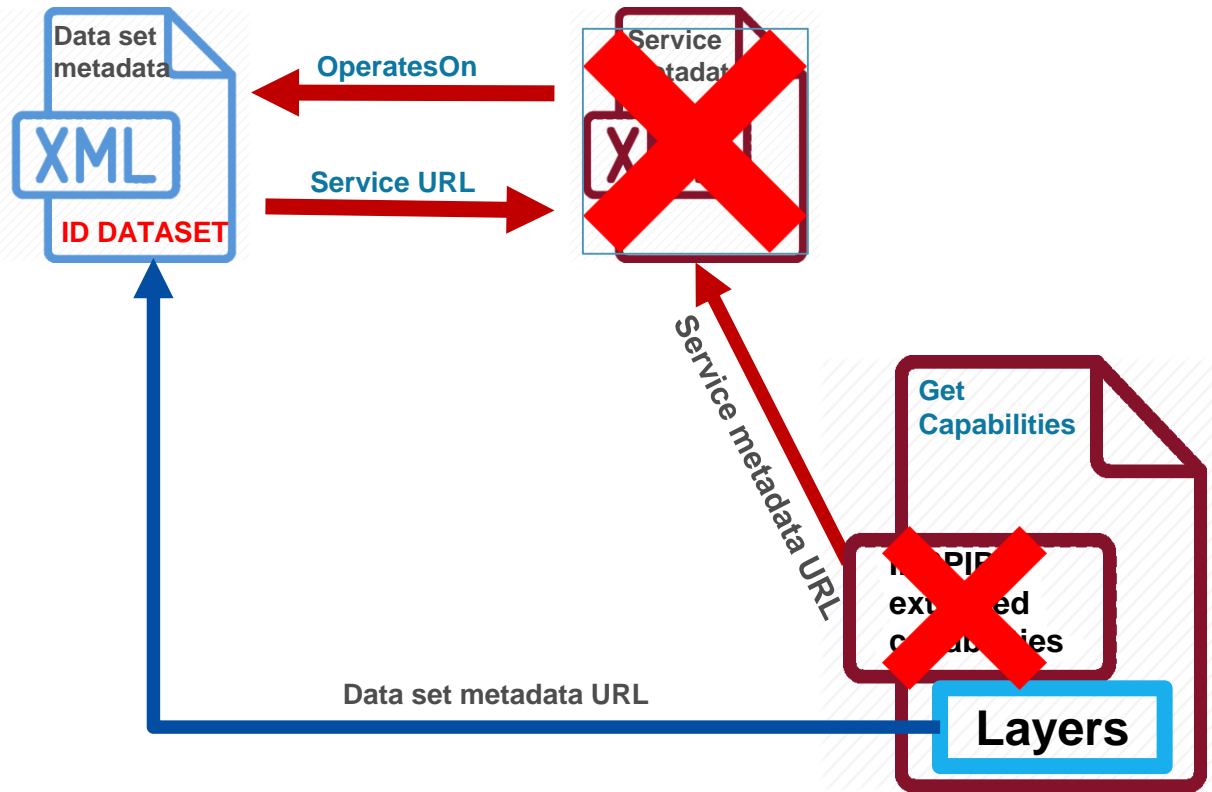 Data set
metadata
XML
ID DATASET
OperatesOn
Service URL
Service
Service metadata URL
Get
Capabilities
Layers
Data set metadata URL